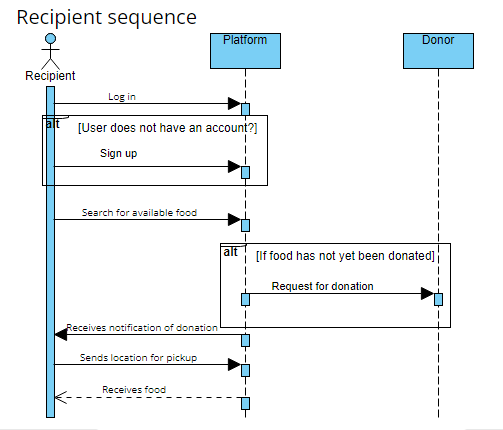 Recipient sequence
Platform
Donor
Recipient
Log in
alt
[User does not have an account?]
Sign up
Search for available food
alt
[If food has not yet been donated]
Request for donation
Receives notification of donation
Sends location for pickup
Receives food